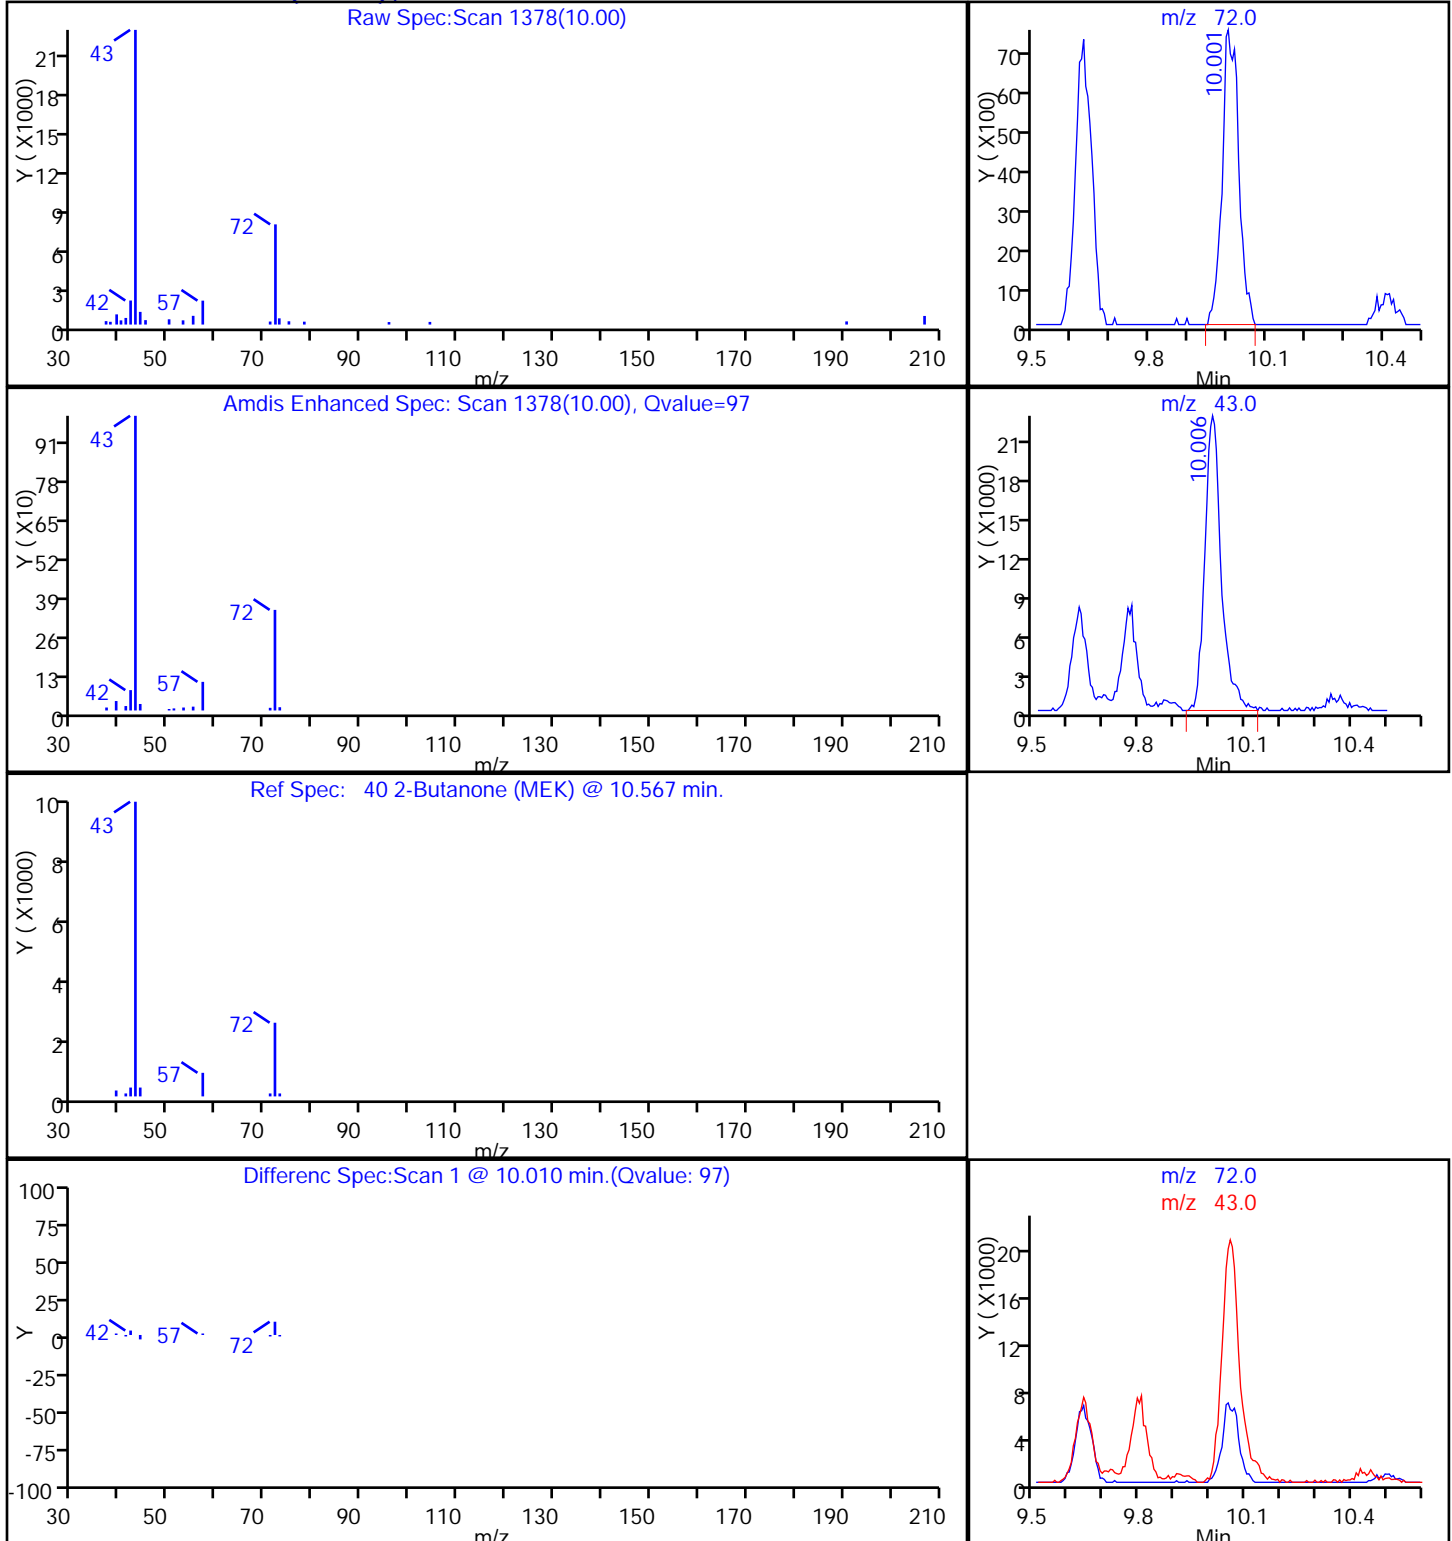 Raw Spec:Scan 1378(10.00)
Y ( X1000)
21
18
15
12
9
6
3
0
43
42
57
72
30 50 70 90 110 130 150 170 190 210
m/z
m/z 72.0
Y ( X100)
70
60
50
40
30
20
10
0
10.001
9.5 9.8 10.1 10.4
Min
Amdis Enhanced Spec: Scan 1378(10.00), Qvalue=97
Y ( X10)
91
78
65
52
39
26
13
0
43
42
57
72
30 50 70 90 110 130 150 170 190 210
m/z
m/z 43.0
Y ( X1000)
21
18
15
12
9
6
3
0
10.006
9.5 9.8 10.1 10.4
Min
Ref Spec: 40 2-Butanone (MEK) @ 10.567 min.
Y ( X1000)
10
8
6
4
2
0
43
57
72
30 50 70 90 110 130 150 170 190 210
m/z
Differenc Spec:Scan 1 @ 10.010 min.(Qvalue: 97)
Y
100
75
50
25
0
-25
-50
-75
-100
42
57
72
30 50 70 90 110 130 150 170 190 210
m/z
m/z 72.0
m/z 43.0
Y ( X1000)
20
16
12
8
4
0
9.5 9.8 10.1 10.4
Min